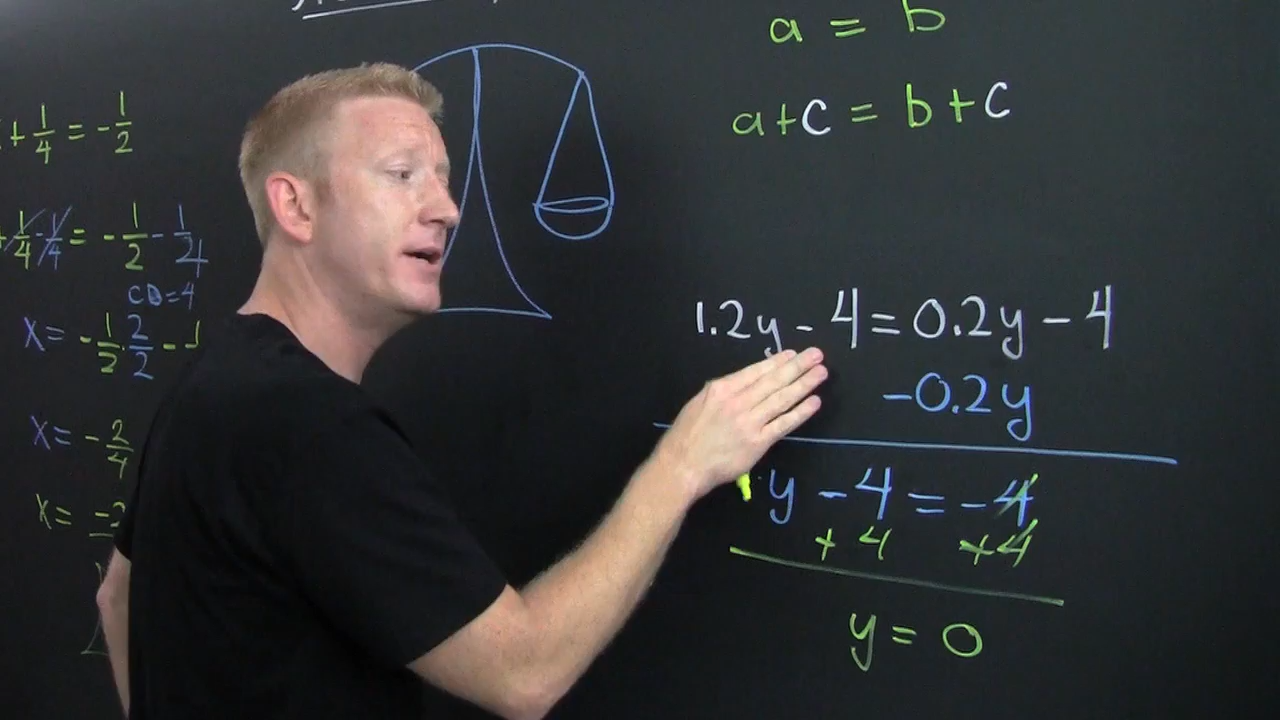 a = b
a+c = b+c
+ 1/4 = -1/2
+ 1/4 - 1/4 = - 1/2 - 1/4
CD=4
X= - 1/2 · 2/2 -
X= - 2/4
X=
1.2y - 4 = 0.2y - 4
-0.2y
y - 4 = -4
+ 4 +4
y = 0